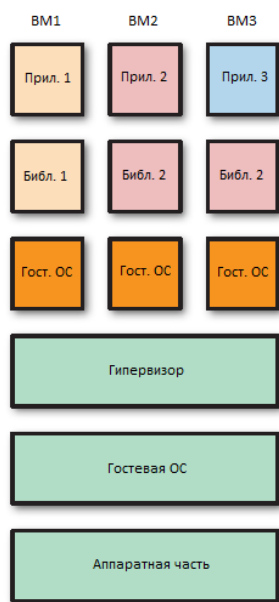 ВМ1 ВМ2 ВМ3
Прил. 1 Прил. 2 Прил. 3
Библ. 1 Библ. 2 Библ. 2
Гост. ОС Гост. ОС Гост. ОС
Гипервизор
Гостевая ОС
Аппаратная часть